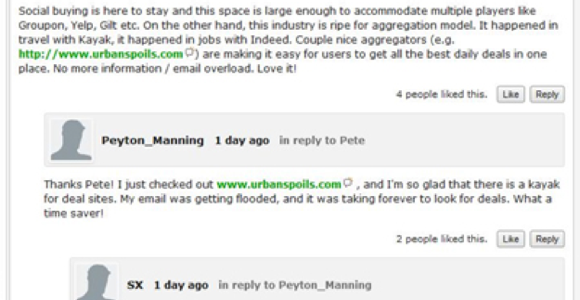 Social buying is here to stay and this space is large enough to accommodate multiple players like
Groupon, Yelp, Gilt etc. On the other hand, this industry is ripe for aggregation model. It happened in
travel with Kayak, it happened in jobs with Indeed. Couple nice aggregators (e.g.
http://www.urbanspoils.com ) are making it easy for users to get all the best daily deals in one
place. No more information / email overload. Love it!
4 people liked this. Like Reply
Peyton_Manning 1 day ago in reply to Pete
Thanks Pete! I just checked out www.urbanspoils.com , and I'm so glad that there is a kayak
for deal sites. My email was getting flooded, and it was taking forever to look for deals. What a
time saver!
2 people liked this. Like Reply
SX 1 day ago in reply to Peyton_Manning